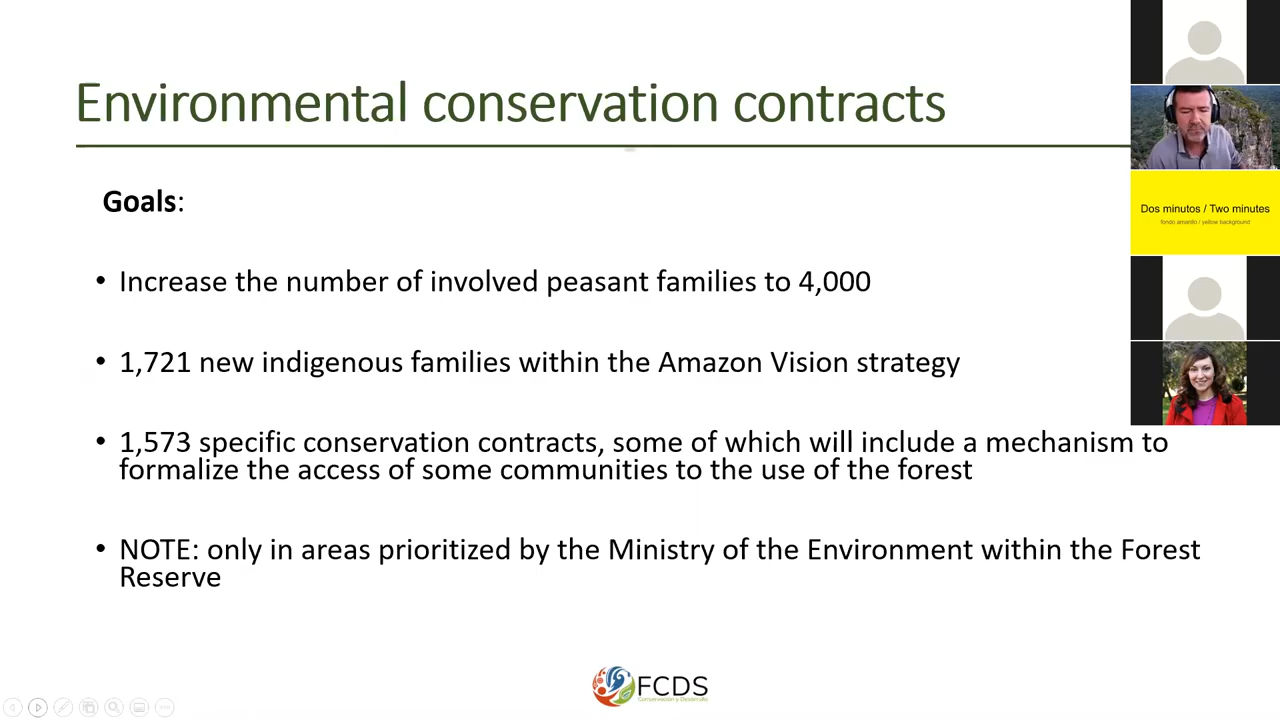 Environmental conservation contracts
Goals:
• Increase the number of involved peasant families to 4,000
• 1,721 new indigenous families within the Amazon Vision strategy
• 1,573 specific conservation contracts, some of which will include a mechanism to
formalize the access of some communities to the use of the forest
• NOTE: only in areas prioritized by the Ministry of the Environment within the Forest
Reserve
FCDS
Conservación y Desarrollo
Dos minutos / Two minutes
fondo amarillo / yellow background